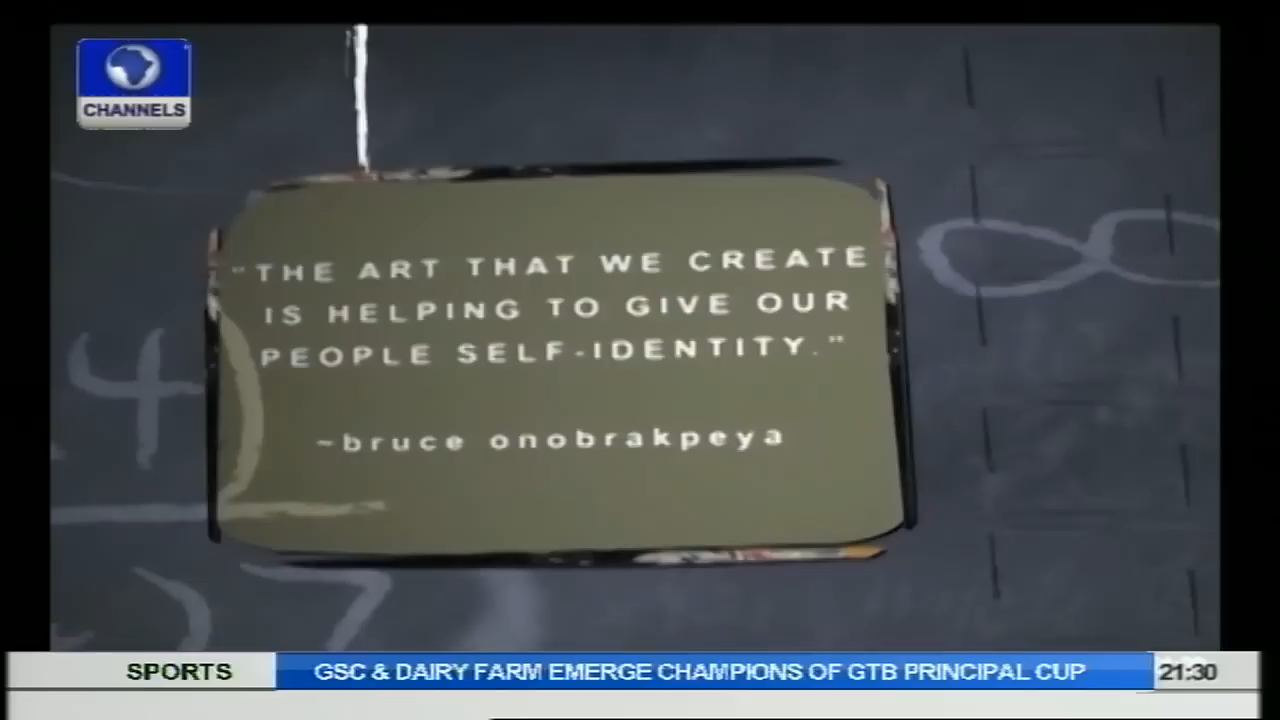 CHANNELS
"THE ART THAT WE CREATE
IS HELPING TO GIVE OUR
PEOPLE SELF-IDENTITY."
~bruce onobrakpeya
SPORTS GSC & DAIRY FARM EMERGE CHAMPIONS OF GTB PRINCIPAL CUP 21:30